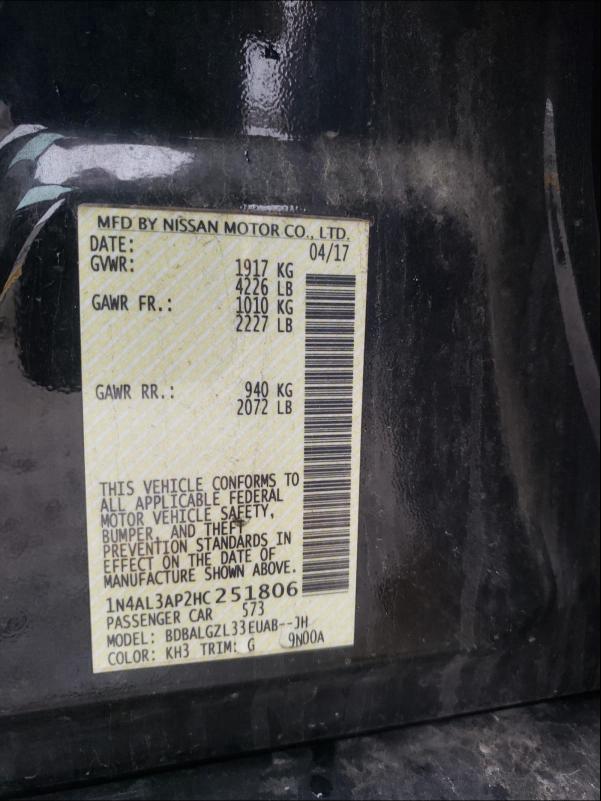 MFD BY NISSAN MOTOR CO., LTD.
DATE: 04/17
GVWR: 1917 KG
4226 LB
GAWR FR.: 1010 KG
2227 LB
GAWR RR.: 940 KG
2072 LB
THIS VEHICLE CONFORMS TO
ALL APPLICABLE FEDERAL
MOTOR VEHICLE SAFETY,
BUMPER, AND THEFT
PREVENTION STANDARDS IN
EFFECT ON THE DATE OF
MANUFACTURE SHOWN ABOVE.
1N4AL3AP2HC251806
PASSENGER CAR 573
MODEL: BDBALGZL33EUAB--JH
COLOR: KH3 TRIM: G 9N00A